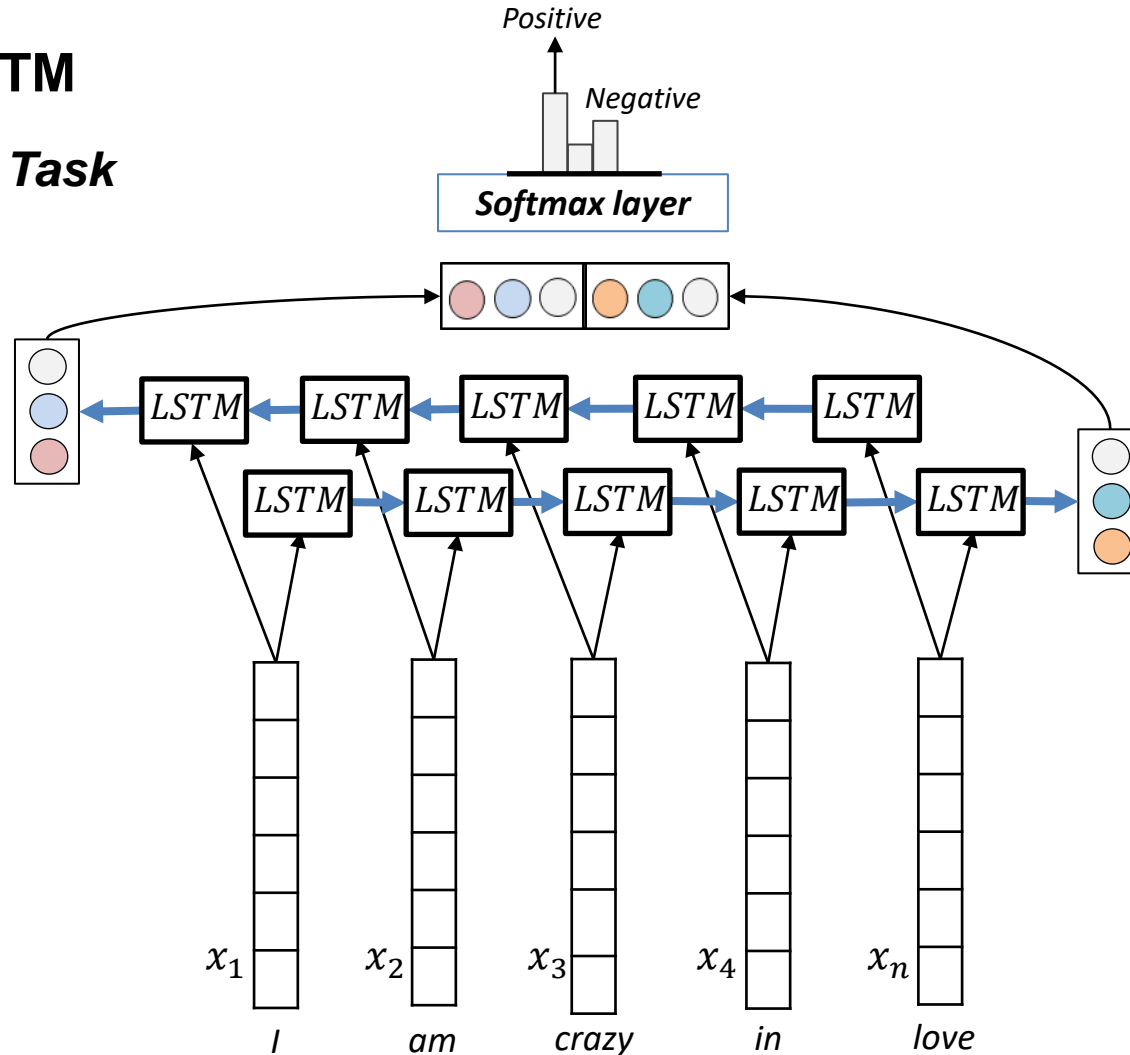 Positive
TM
Negative
Task
Softmax layer
LSTM LSTM LSTM LSTM LSTM
LSTM LSTM LSTM LSTM LSTM
x₁ x₂ x₃ x₄ xₙ
I am crazy in love